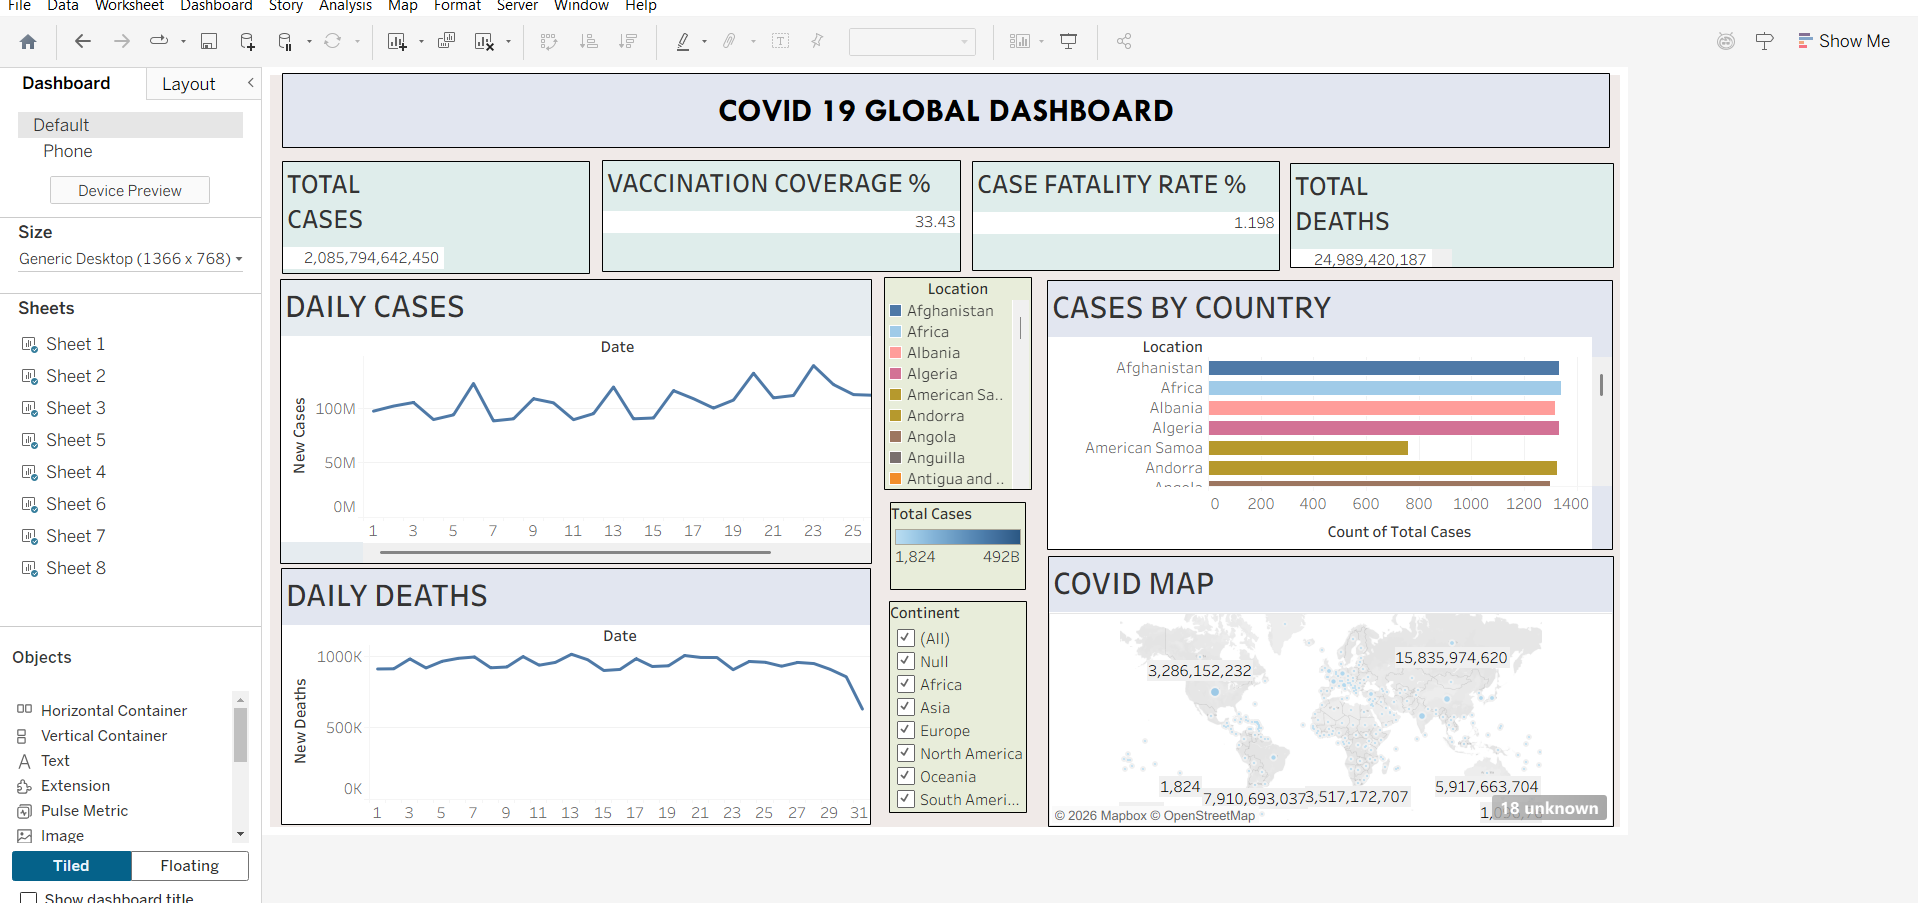 File Data Worksheet Dashboard Story Analysis Map Format Server Window Help
Show Me
Dashboard Layout
Default
Phone
Device Preview
Size
Generic Desktop (1366 x 768)
Sheets
Sheet 1
Sheet 2
Sheet 3
Sheet 5
Sheet 4
Sheet 6
Sheet 7
Sheet 8
Objects
Horizontal Container
Vertical Container
Text
Extension
Pulse Metric
Image
Tiled Floating
Show dashboard title
COVID 19 GLOBAL DASHBOARD
TOTAL
CASES
2,085,794,642,450
VACCINATION COVERAGE %
33.43
CASE FATALITY RATE %
1.198
TOTAL
DEATHS
24,989,420,187
DAILY CASES
Date
New Cases
100M
50M
0M
1 3 5 7 9 11 13 15 17 19 21 23 25
Location
Afghanistan
Africa
Albania
Algeria
American Sa..
Andorra
Angola
Anguilla
Antigua and ..
CASES BY COUNTRY
Location
Afghanistan
Africa
Albania
Algeria
American Samoa
Andorra
Angola
0 200 400 600 800 1000 1200 1400
Count of Total Cases
Total Cases
1,824 492B
DAILY DEATHS
Date
New Deaths
1000K
500K
0K
1 3 5 7 9 11 13 15 17 19 21 23 25 27 29 31
Continent
(All)
Null
Africa
Asia
Europe
North America
Oceania
South Ameri...
COVID MAP
3,286,152,232
15,835,974,620
1,824
7,910,693,037
3,517,172,707
5,917,663,704
18 unknown
© 2026 Mapbox © OpenStreetMap